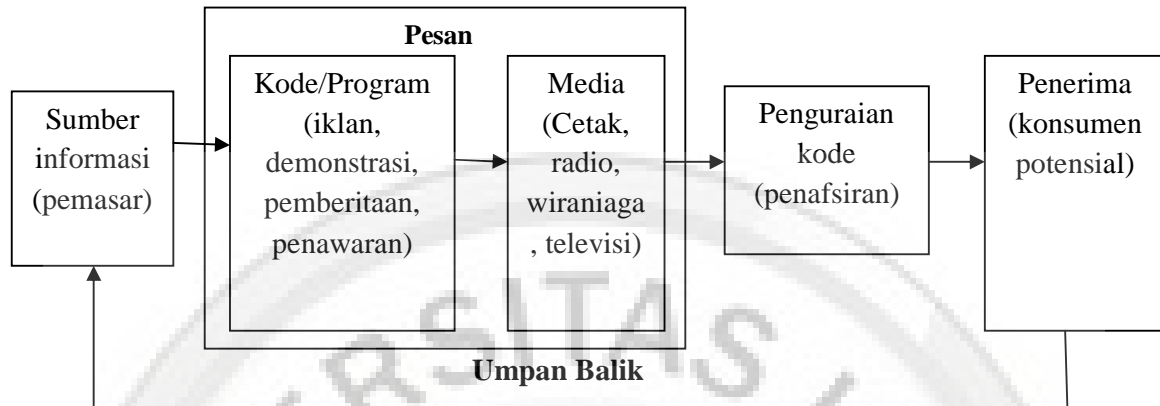 Pesan
Sumber
informasi
(pemasar)
Kode/Program
(iklan,
demonstrasi,
pemberitaan,
penawaran)
Media
(Cetak,
radio,
wiraniaga
, televisi)
Penguraian
kode
(penafsiran)
Penerima
(konsumen
potensial)
Umpan Balik
ERSITAS